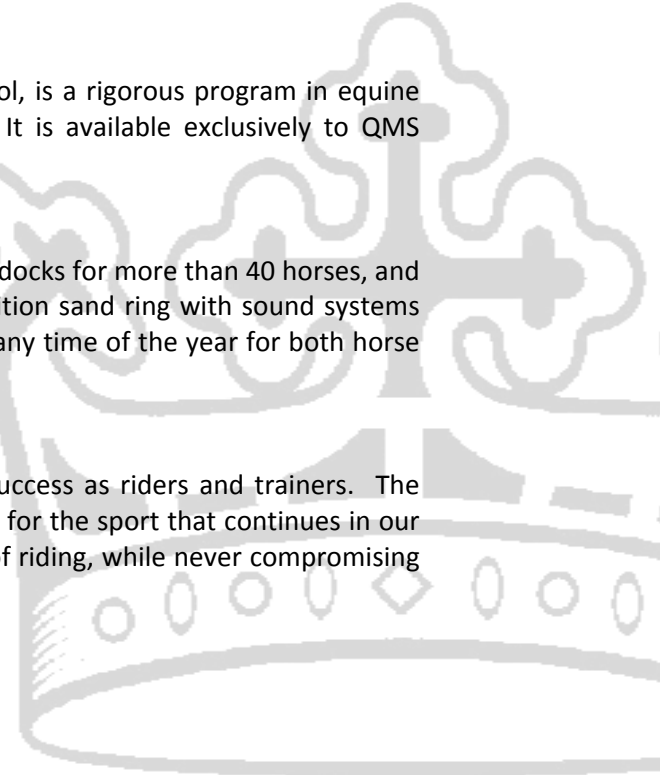 ol, is a rigorous program in equine
It is available exclusively to QMS
docks for more than 40 horses, and
ition sand ring with sound systems
any time of the year for both horse
uccess as riders and trainers. The
for the sport that continues in our
of riding, while never compromising